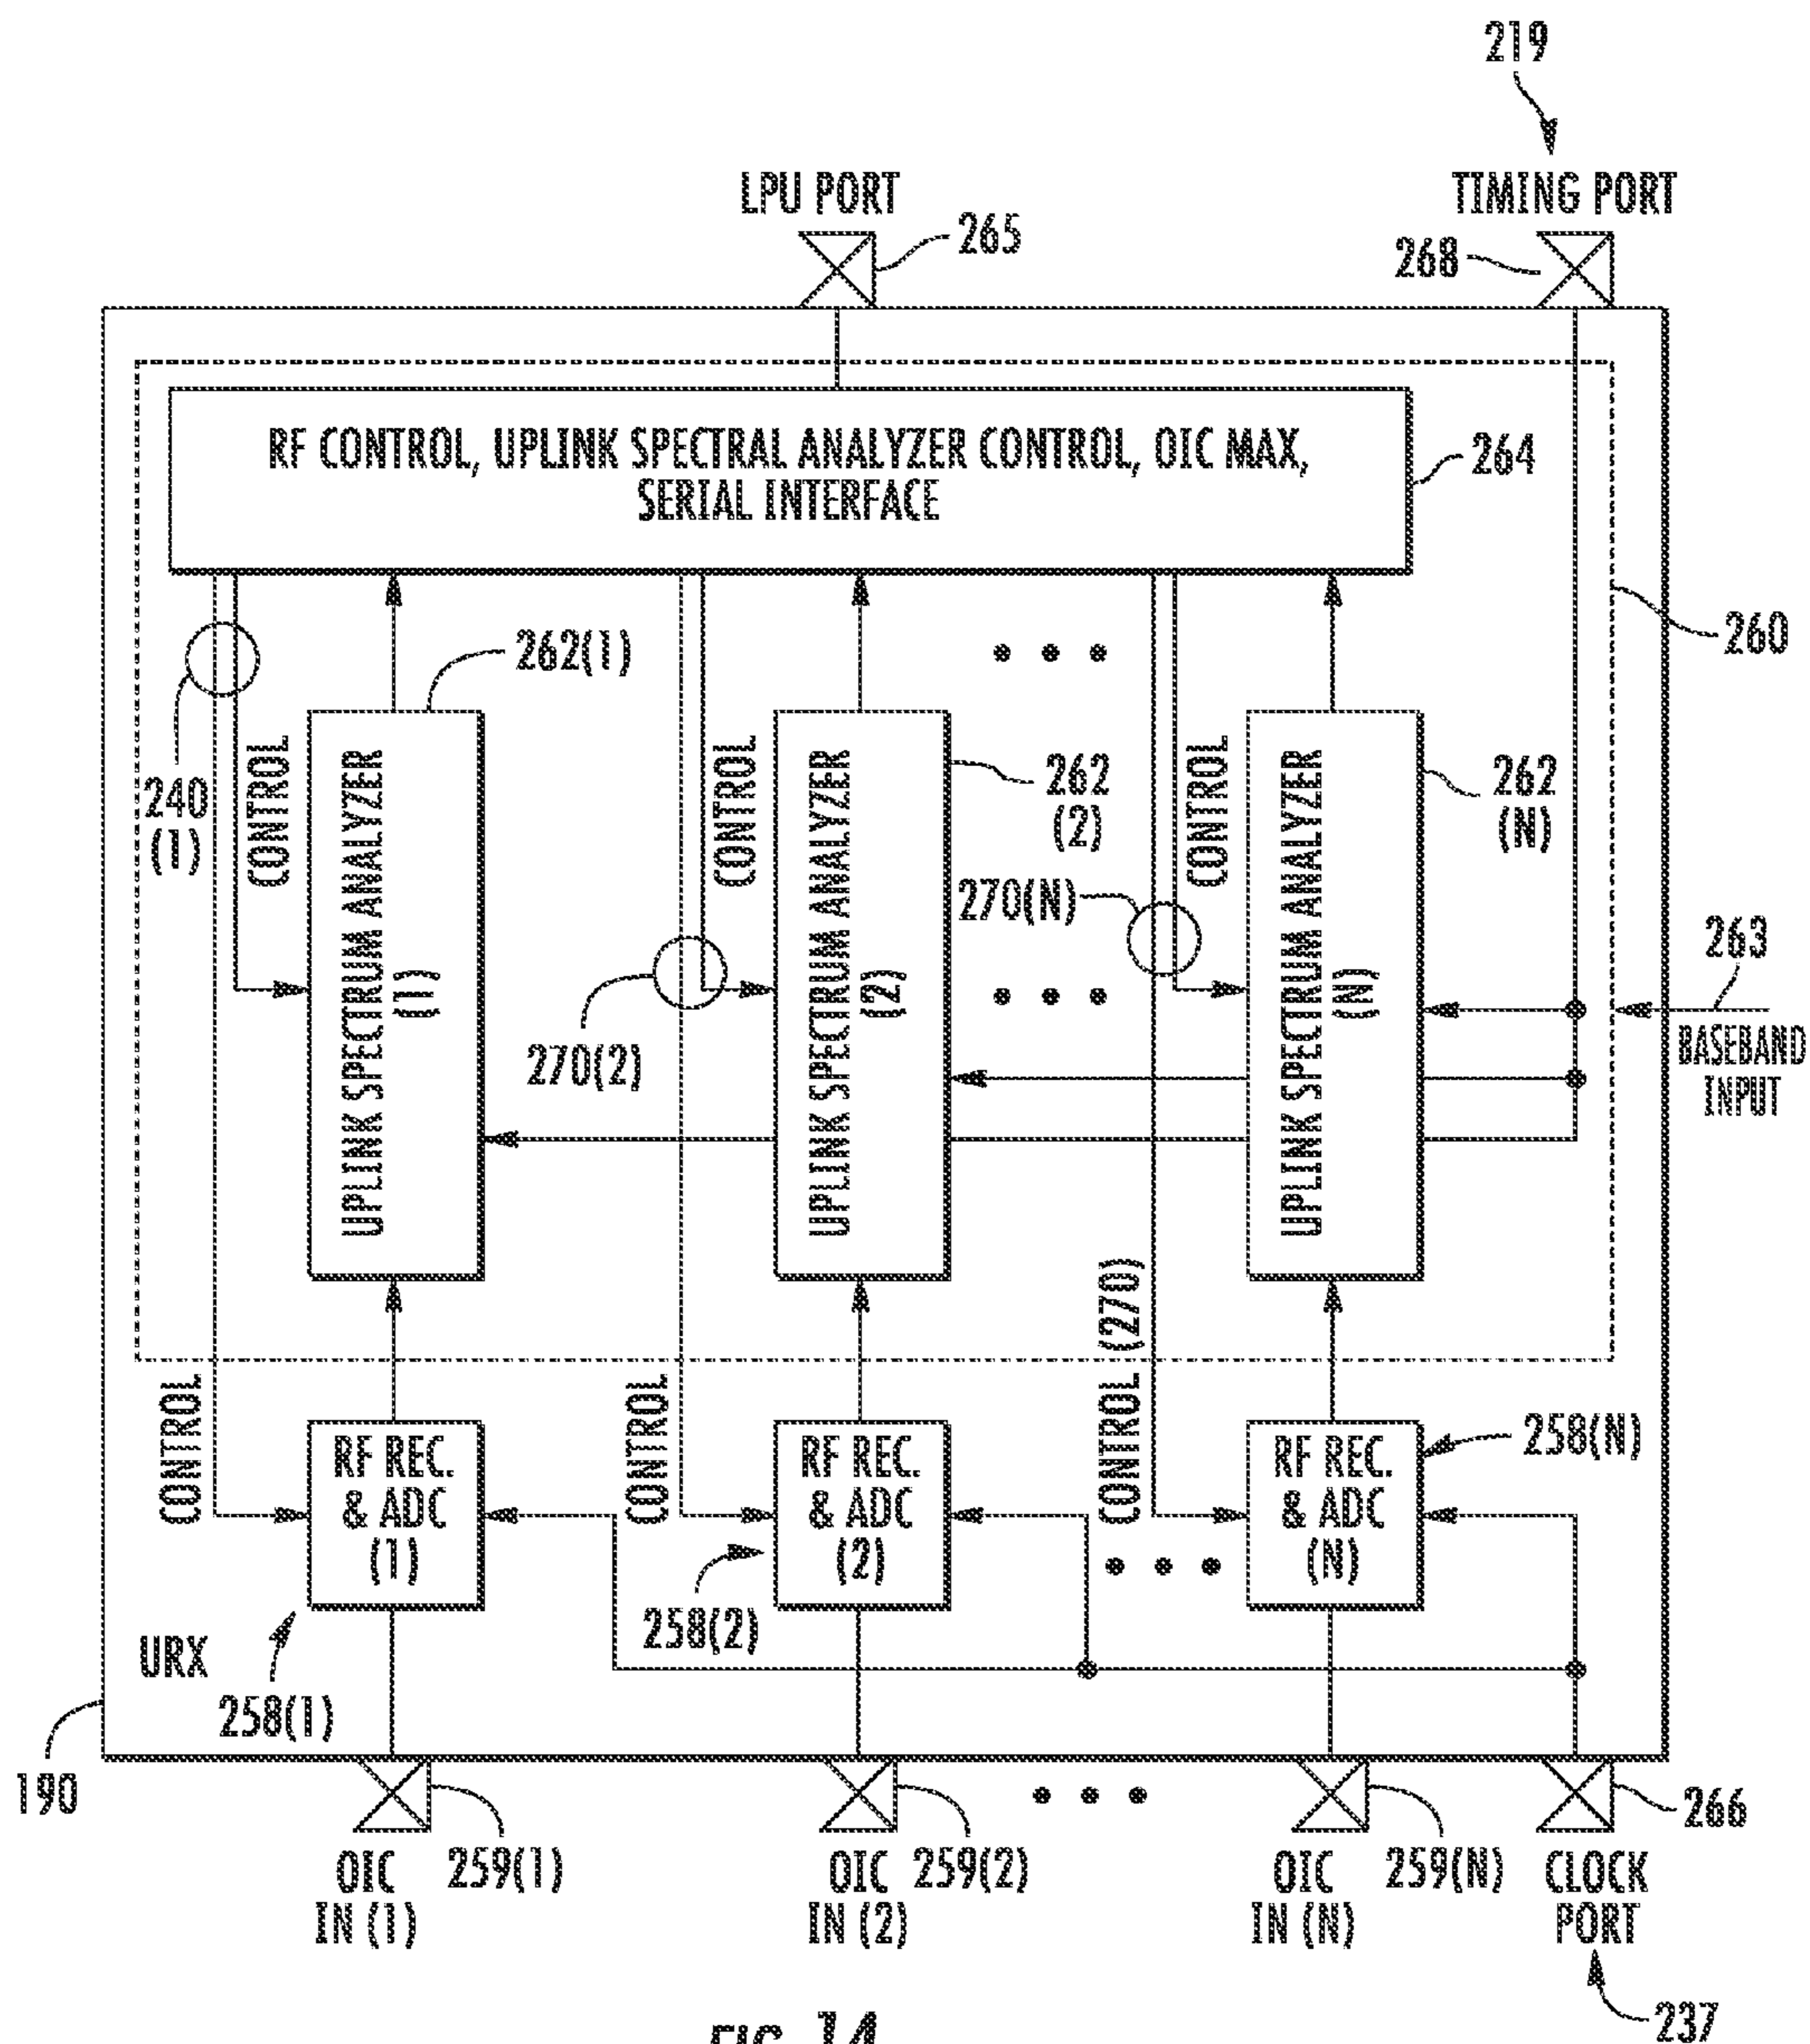 219
LPU PORT
TIMING PORT
265
268
RF CONTROL, UPLINK SPECTRAL ANALYZER CONTROL, OIC MAX,
SERIAL INTERFACE
264
260
262(1)
240
(1)
CONTROL
UPLINK SPECTRUM ANALYZER
(1)
CONTROL
UPLINK SPECTRUM ANALYZER
(2)
262
(2)
270(N)
CONTROL
UPLINK SPECTRUM ANALYZER
(N)
262
(N)
263
BASEBAND
INPUT
270(2)
CONTROL
RF REC.
& ADC
(1)
CONTROL
RF REC.
& ADC
(2)
CONTROL (270)
RF REC.
& ADC
(N)
258(N)
258(2)
URX
258(1)
190
OIC
IN (1)
259(1)
OIC
IN (2)
259(2)
OIC
IN (N)
259(N)
266
CLOCK
PORT
237
FIG. 14